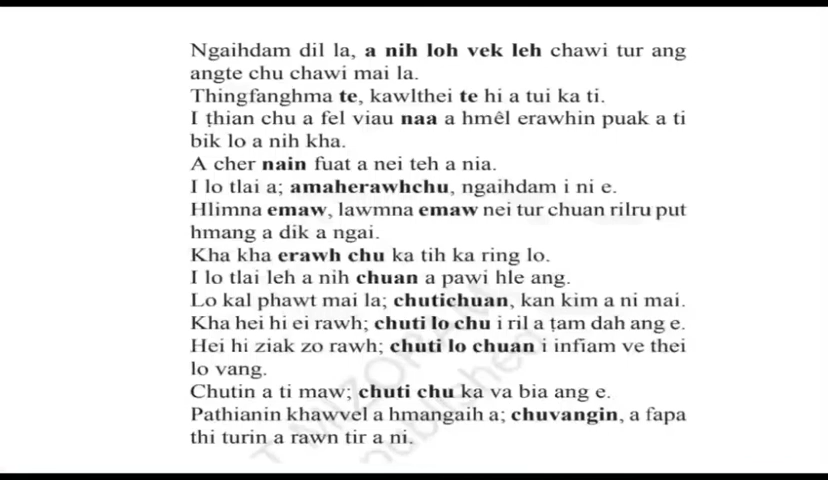 Ngaihdam dil la, a nih loh vek leh chawi tur ang
angte chu chawi mai la.
Thingfanghma te, kawlthei te hi a tui ka ti.
I ṭhian chu a fel viau naa a hmêl erawhin puak a ti
bik lo a nih kha.
A cher nain fuat a nei teh a nia.
I lo tlai a; amaherawhchu, ngaihdam i ni e.
Hlimna emaw, lawmna emaw nei tur chuan rilru put
hmang a dik a ngai.
Kha kha erawh chu ka tih ka ring lo.
I lo tlai leh a nih chuan a pawi hle ang.
Lo kal phawt mai la; chutichuan, kan kim a ni mai.
Kha hei hi ei rawh; chuti lo chu i ril a ṭam dah ang e.
Hei hi ziak zo rawh; chuti lo chuan i infiam ve thei
lo vang.
Chutin a ti maw; chuti chu ka va bia ang e.
Pathianin khawvel a hmangaih a; chuvangin, a fapa
thi turin a rawn tir a ni.
MIZORAM
published